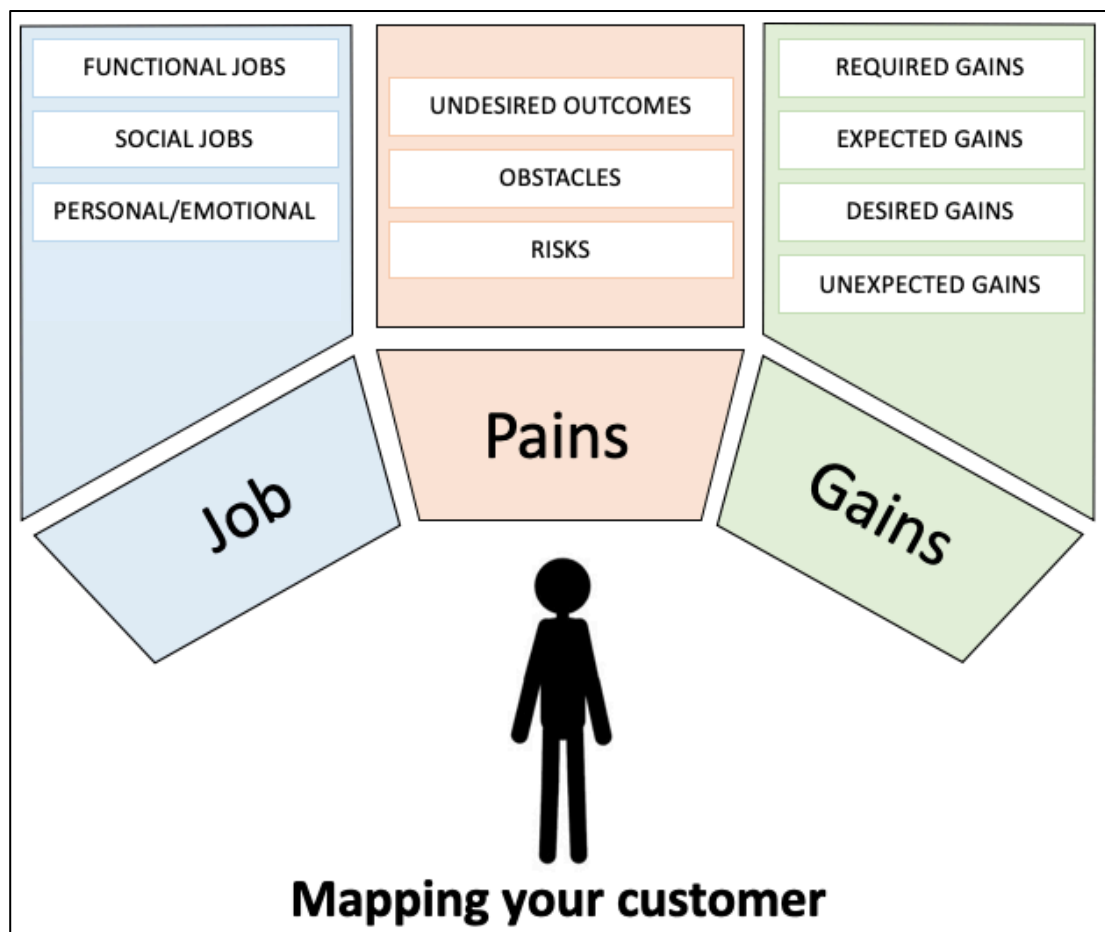 FUNCTIONAL JOBS
SOCIAL JOBS
PERSONAL/EMOTIONAL
UNDESIRED OUTCOMES
OBSTACLES
RISKS
REQUIRED GAINS
EXPECTED GAINS
DESIRED GAINS
UNEXPECTED GAINS
Job
Pains
Gains
Mapping your customer